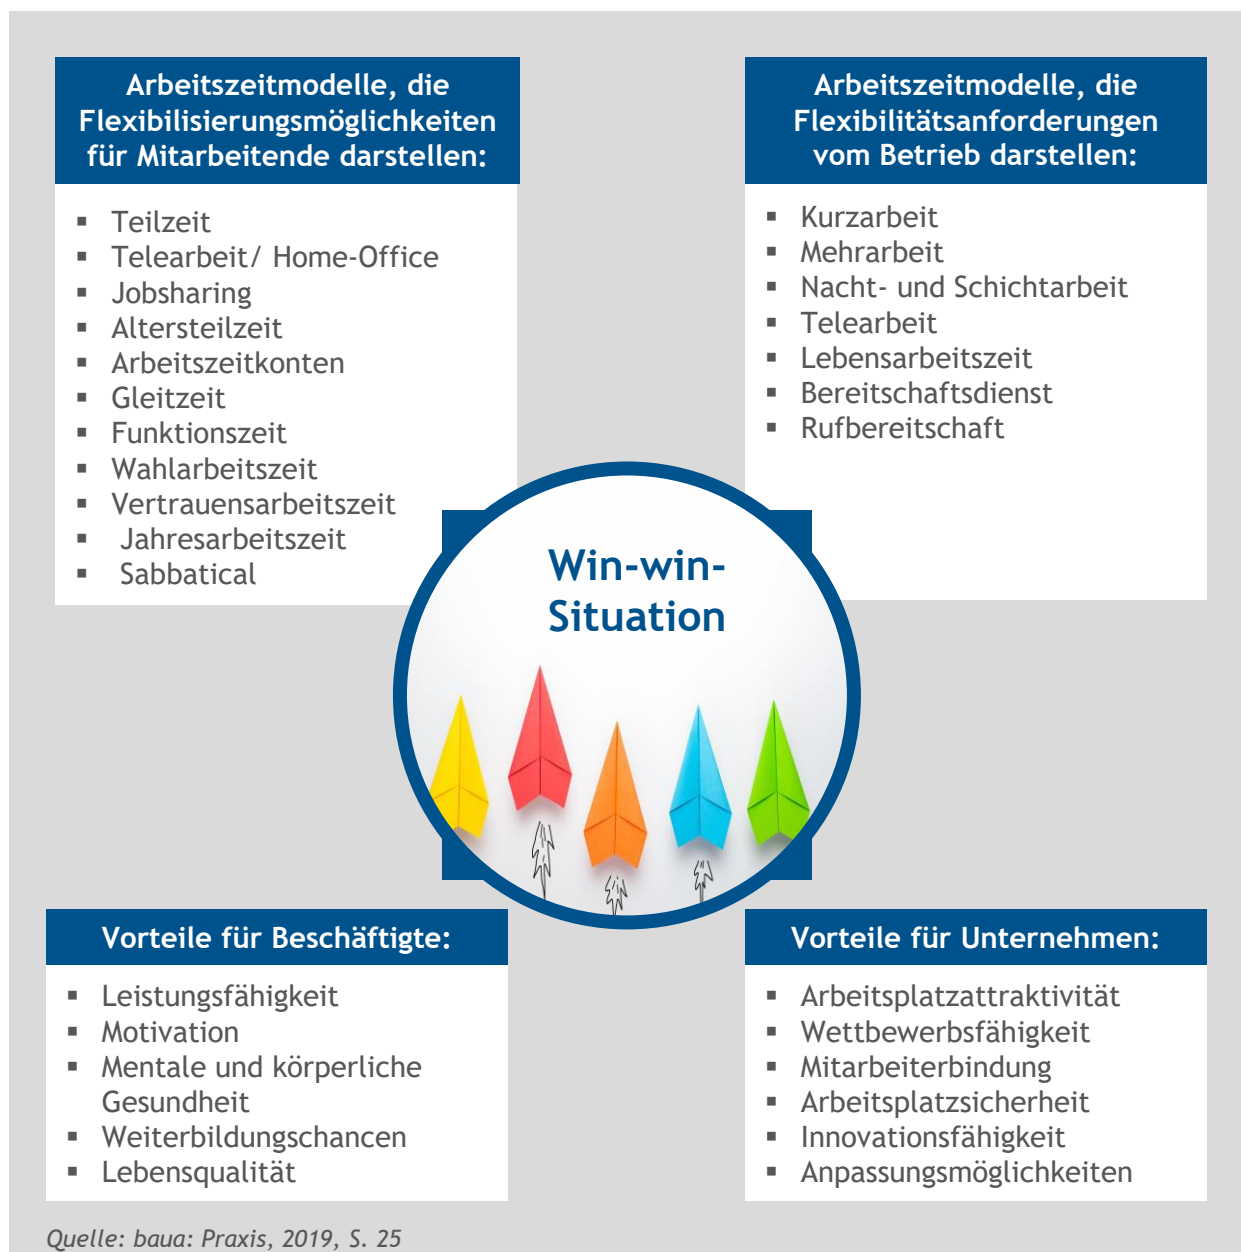 Arbeitszeitmodelle, die
Flexibilisierungsmöglichkeiten
für Mitarbeitende darstellen:
▪ Teilzeit
▪ Telearbeit/ Home-Office
▪ Jobsharing
▪ Altersteilzeit
▪ Arbeitszeitkonten
▪ Gleitzeit
▪ Funktionszeit
▪ Wahlarbeitszeit
▪ Vertrauensarbeitszeit
▪ Jahresarbeitszeit
▪ Sabbatical
Arbeitszeitmodelle, die
Flexibilitätsanforderungen
vom Betrieb darstellen:
▪ Kurzarbeit
▪ Mehrarbeit
▪ Nacht- und Schichtarbeit
▪ Telearbeit
▪ Lebensarbeitszeit
▪ Bereitschaftsdienst
▪ Rufbereitschaft
Win-win-
Situation
Vorteile für Beschäftigte:
▪ Leistungsfähigkeit
▪ Motivation
▪ Mentale und körperliche
Gesundheit
▪ Weiterbildungschancen
▪ Lebensqualität
Vorteile für Unternehmen:
▪ Arbeitsplatzattraktivität
▪ Wettbewerbsfähigkeit
▪ Mitarbeiterbindung
▪ Arbeitsplatzsicherheit
▪ Innovationsfähigkeit
▪ Anpassungsmöglichkeiten
Quelle: baua: Praxis, 2019, S. 25